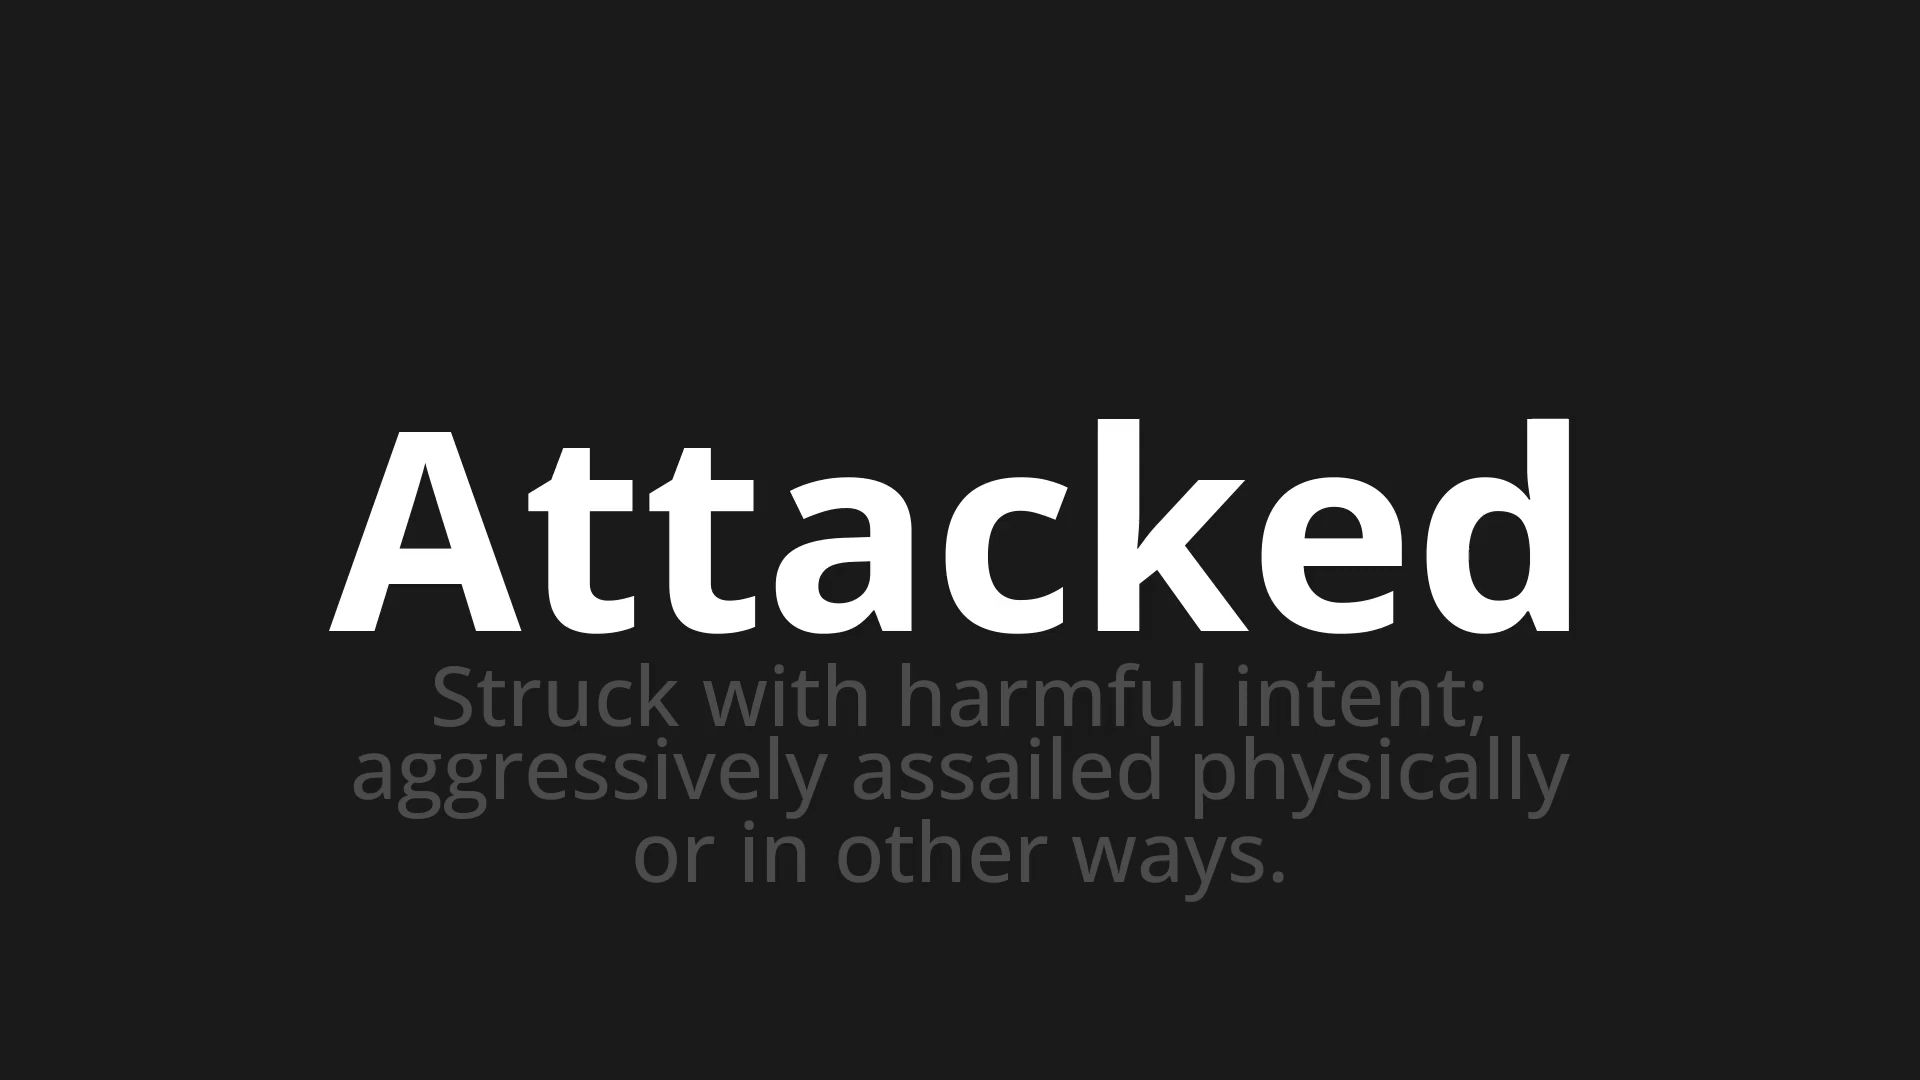 Attacked
Struck with harmful intent;
aggressively assailed physically
or in other ways.